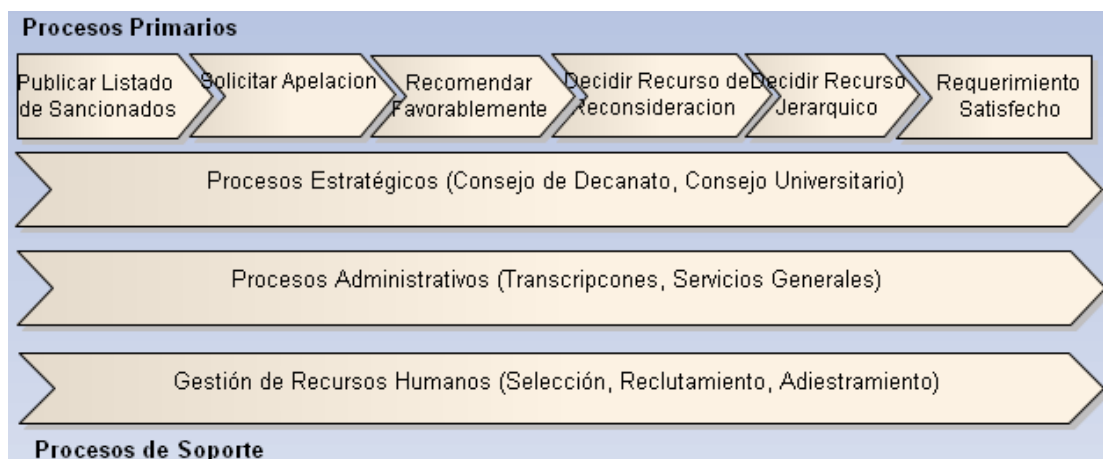 Procesos Primarios
Publicar Listado
de Sancionados
Solicitar Apelacion
Recomendar
Favorablemente
Decidir Recurso de
Reconsideracion
Decidir Recurso
Jerarquico
Requerimiento
Satisfecho
Procesos Estratégicos (Consejo de Decanato, Consejo Universitario)
Procesos Administrativos (Transcripcones, Servicios Generales)
Gestión de Recursos Humanos (Selección, Reclutamiento, Adiestramiento)
Procesos de Soporte